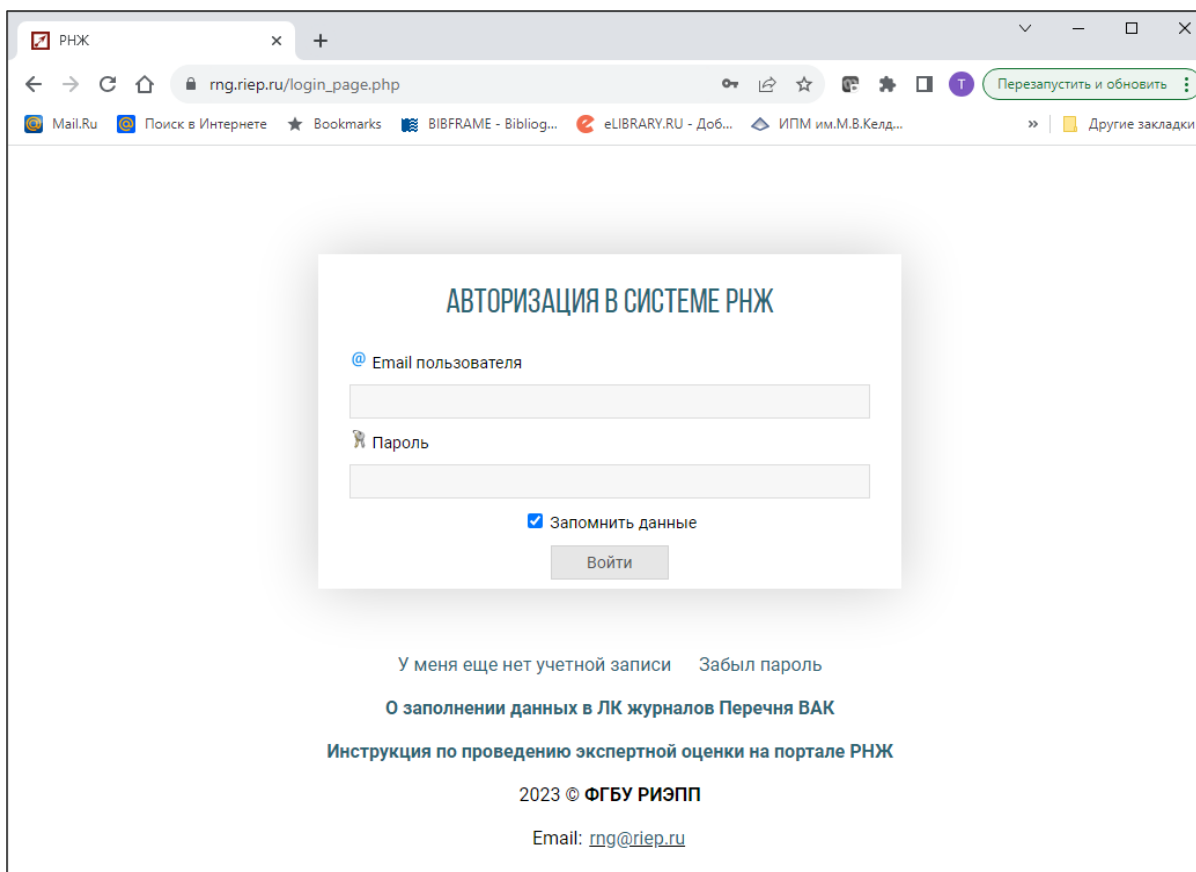 РНЖ
rng.riep.ru/login_page.php
T
Перезапустить и обновить
Mail.Ru
Поиск в Интернете
Bookmarks
BIBFRAME - Bibliog...
eLIBRARY.RU - Доб...
ИПМ им.М.В.Келд...
»
Другие закладки
АВТОРИЗАЦИЯ В СИСТЕМЕ РНЖ
@ Email пользователя
Пароль
Запомнить данные
Войти
У меня еще нет учетной записи Забыл пароль
О заполнении данных в ЛК журналов Перечня ВАК
Инструкция по проведению экспертной оценки на портале РНЖ
2023 © ФГБУ РИЭПП
Email: rng@riep.ru